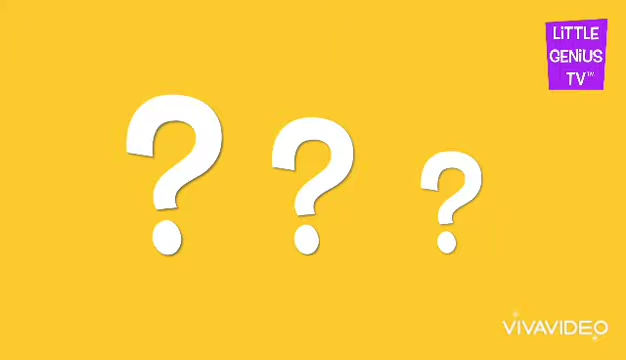 LiTTLE
GENiUS
TV™
? ? ?
VIVAVIDEO